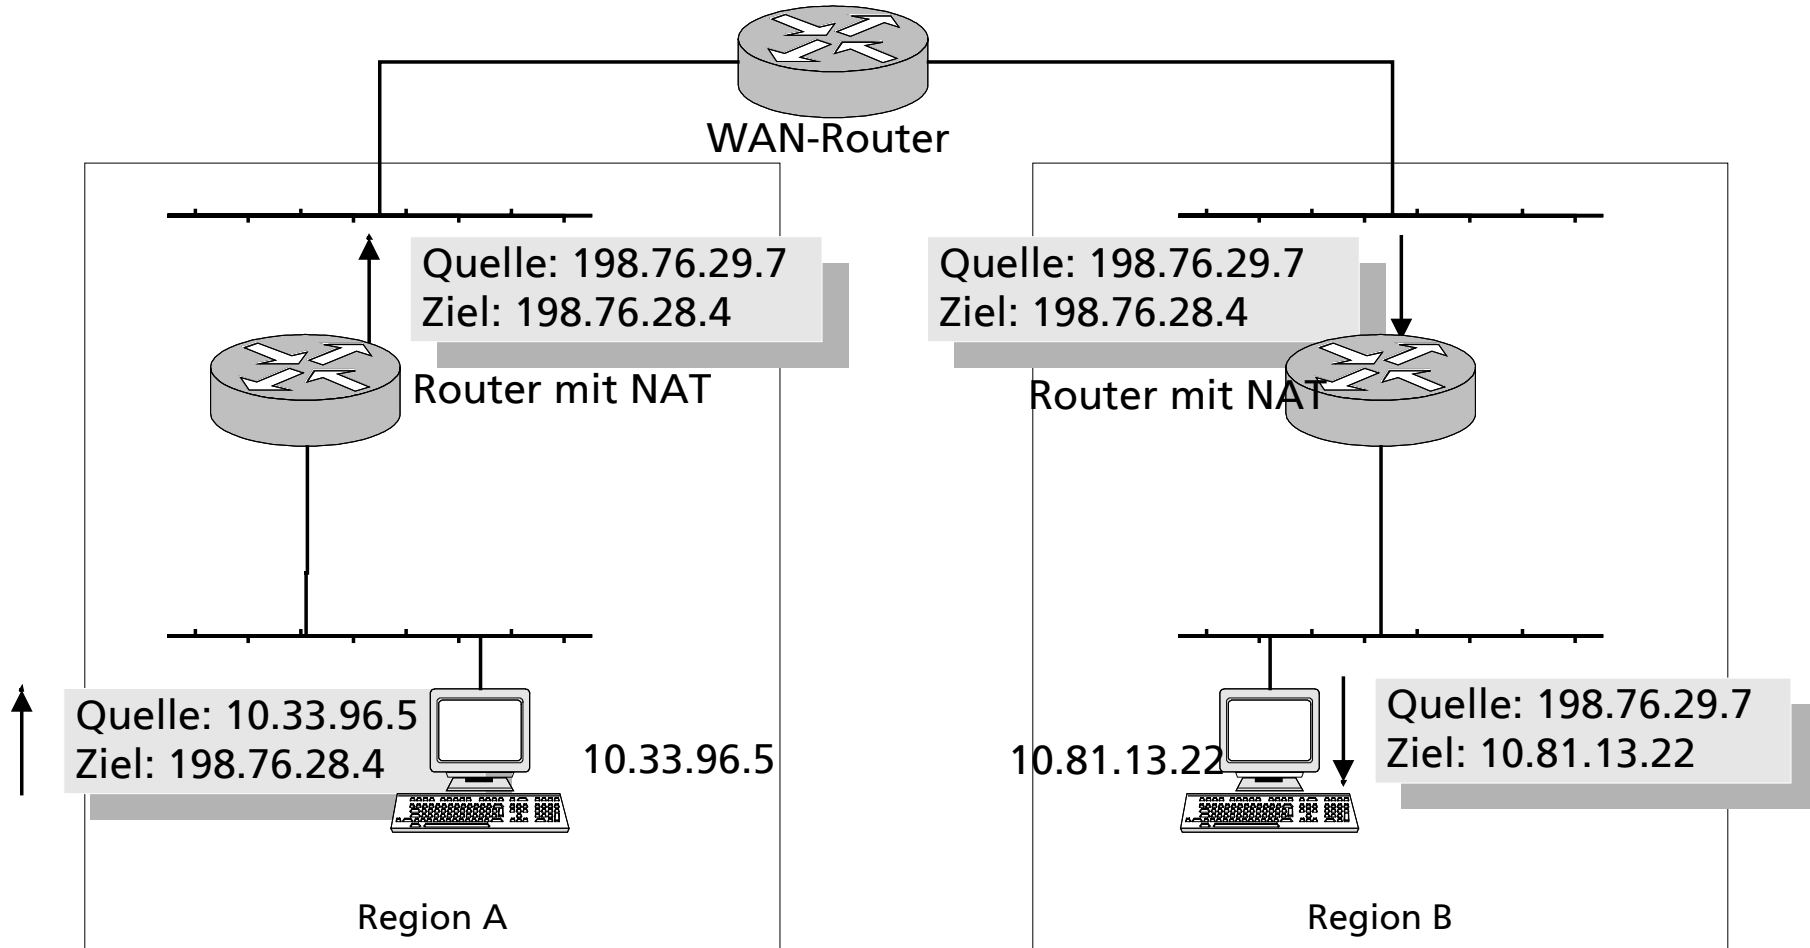 WAN-Router
Quelle: 198.76.29.7
Ziel: 198.76.28.4
Quelle: 198.76.29.7
Ziel: 198.76.28.4
Router mit NAT
Router mit NAT
Quelle: 10.33.96.5
Ziel: 198.76.28.4
10.33.96.5
10.81.13.22
Quelle: 198.76.29.7
Ziel: 10.81.13.22
Region A
Region B